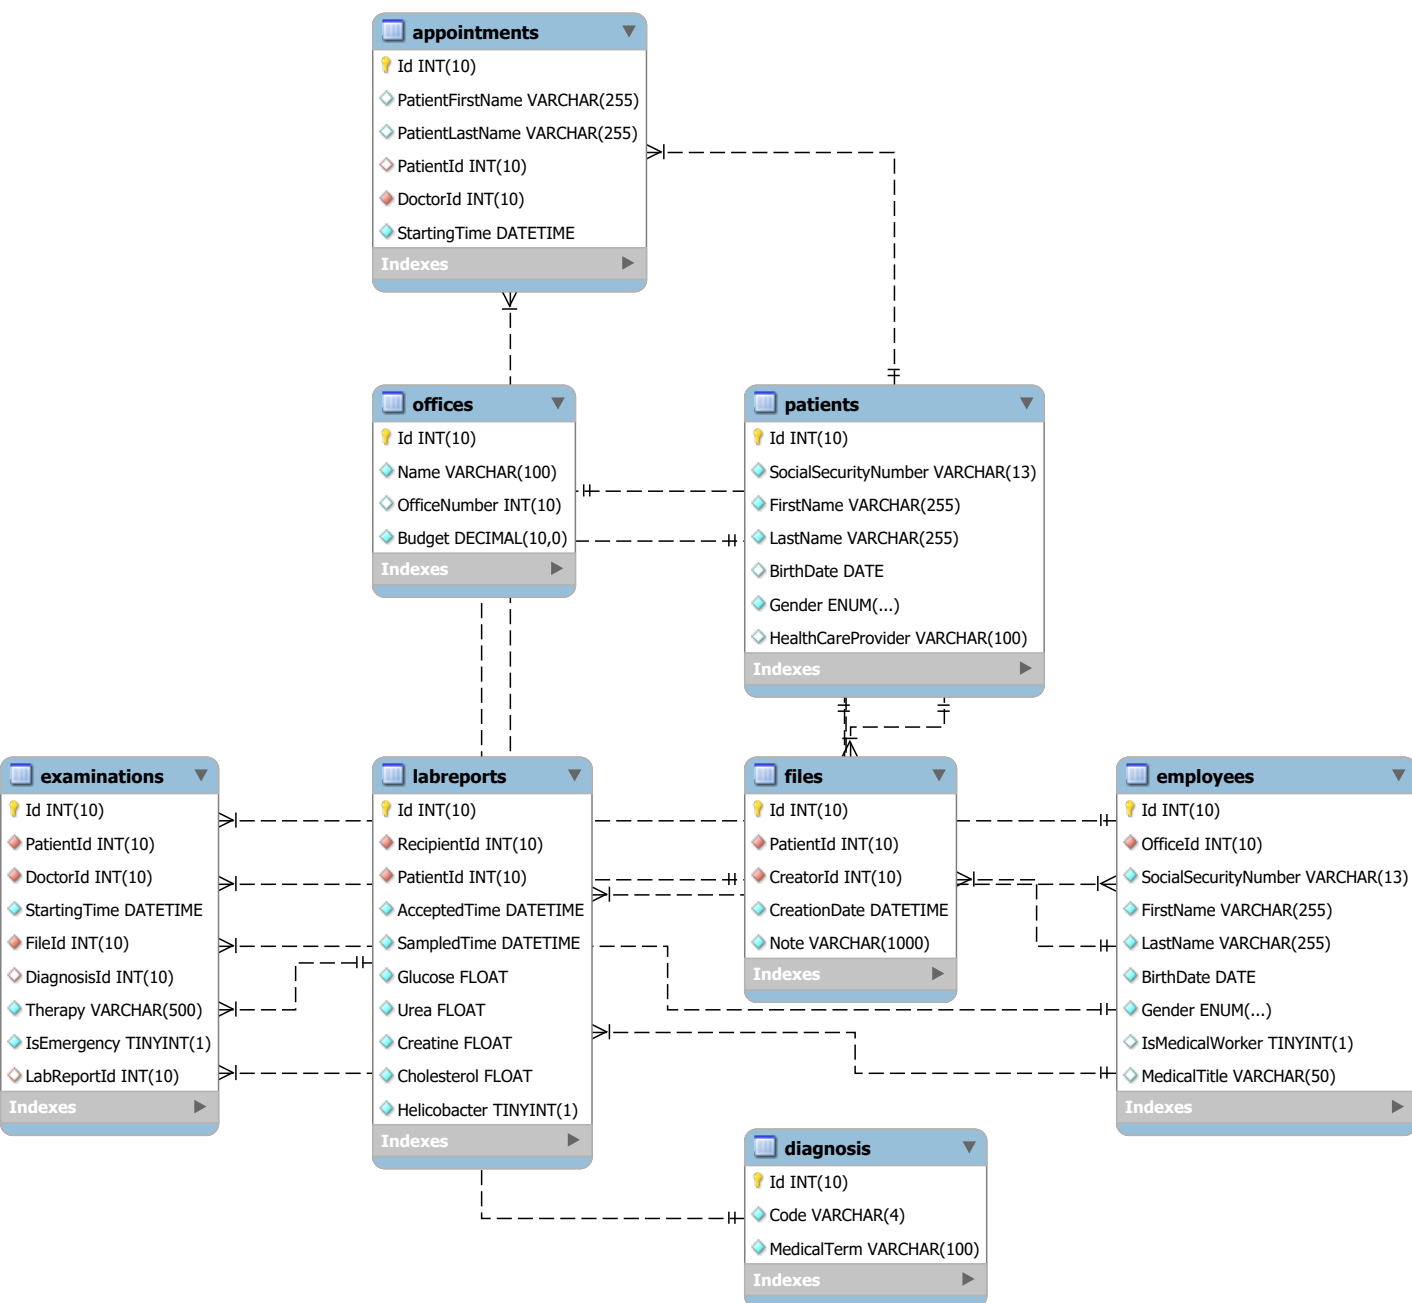 appointments
Id INT(10)
PatientFirstName VARCHAR(255)
PatientLastName VARCHAR(255)
PatientId INT(10)
DoctorId INT(10)
StartingTime DATETIME
Indexes
offices
Id INT(10)
Name VARCHAR(100)
OfficeNumber INT(10)
Budget DECIMAL(10,0)
Indexes
patients
Id INT(10)
SocialSecurityNumber VARCHAR(13)
FirstName VARCHAR(255)
LastName VARCHAR(255)
BirthDate DATE
Gender ENUM(...)
HealthCareProvider VARCHAR(100)
Indexes
examinations
Id INT(10)
PatientId INT(10)
DoctorId INT(10)
StartingTime DATETIME
FileId INT(10)
DiagnosisId INT(10)
Therapy VARCHAR(500)
IsEmergency TINYINT(1)
LabReportId INT(10)
Indexes
labreports
Id INT(10)
RecipientId INT(10)
PatientId INT(10)
AcceptedTime DATETIME
SampledTime DATETIME
Glucose FLOAT
Urea FLOAT
Creatine FLOAT
Cholesterol FLOAT
Helicobacter TINYINT(1)
Indexes
files
Id INT(10)
PatientId INT(10)
CreatorId INT(10)
CreationDate DATETIME
Note VARCHAR(1000)
Indexes
employees
Id INT(10)
OfficeId INT(10)
SocialSecurityNumber VARCHAR(13)
FirstName VARCHAR(255)
LastName VARCHAR(255)
BirthDate DATE
Gender ENUM(...)
IsMedicalWorker TINYINT(1)
MedicalTitle VARCHAR(50)
Indexes
diagnosis
Id INT(10)
Code VARCHAR(4)
MedicalTerm VARCHAR(100)
Indexes